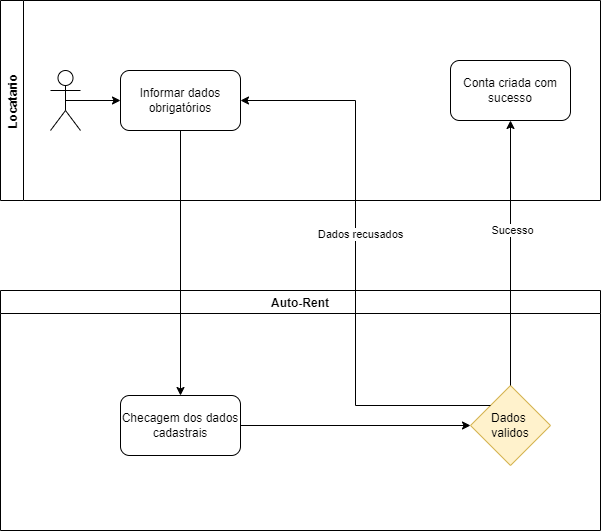 Locatario
Informar dados
obrigatórios
Conta criada com
sucesso
Dados recusados
Sucesso
Auto-Rent
Checagem dos dados
cadastrais
Dados
validos